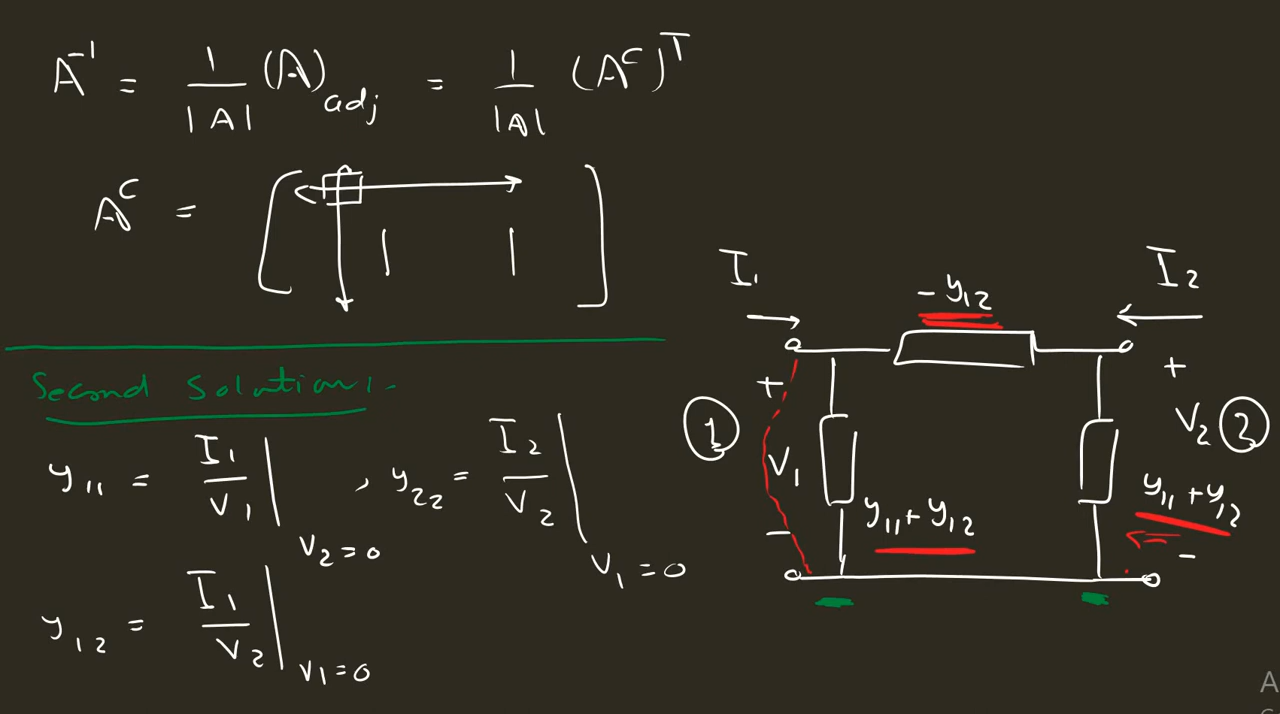 A⁻¹ = 1/|A| (A)adj = 1/|A| (Aᶜ)ᵀ
Aᶜ = [ ]
Second Solution:-
y₁₁ = I₁/V₁ | V₂=0 , y₂₂ = I₂/V₂ | V₁=0
y₁₂ = I₁/V₂ | V₁=0
I₁
-y₁₂
I₂
+
+
1
V₁
V₂
2
y₁₁+y₁₂
y₁₁+y₁₂
-
-
A